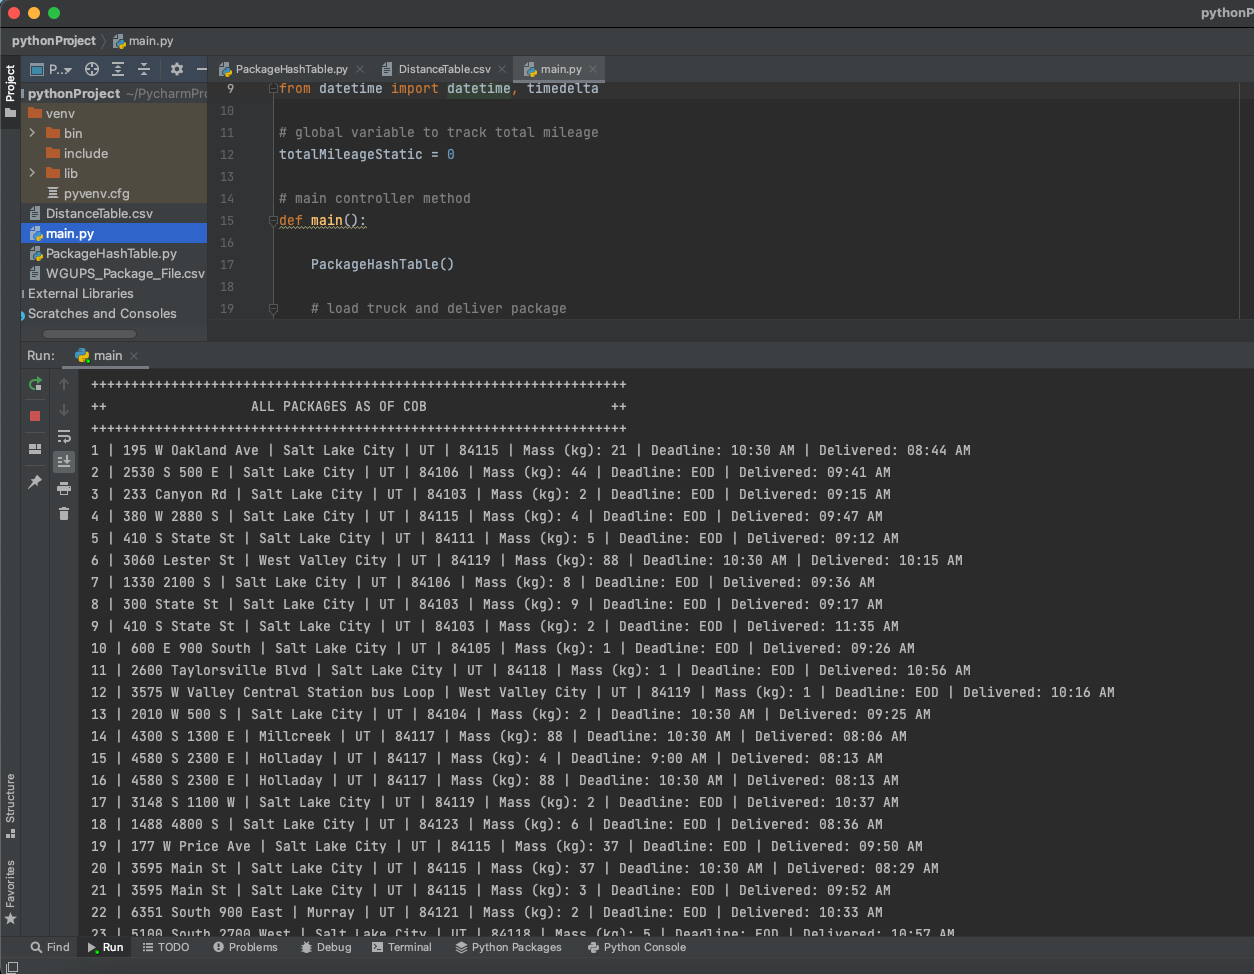 pythonP
pythonProject main.py
P... PackageHashTable.py DistanceTable.csv main.py
Project
pythonProject ~/PycharmPro
venv
bin
include
lib
pyvenv.cfg
DistanceTable.csv
main.py
PackageHashTable.py
WGUPS_Package_File.csv
External Libraries
Scratches and Consoles
9 from datetime import datetime, timedelta
10
11 # global variable to track total mileage
12 totalMileageStatic = 0
13
14 # main controller method
15 def main():
16
17 PackageHashTable()
18
19 # load truck and deliver package
Run: main
+++++++++++++++++++++++++++++++++++++++++++++++++++++++++++++++++++
++ ALL PACKAGES AS OF COB ++
+++++++++++++++++++++++++++++++++++++++++++++++++++++++++++++++++++
1 | 195 W Oakland Ave | Salt Lake City | UT | 84115 | Mass (kg): 21 | Deadline: 10:30 AM | Delivered: 08:44 AM
2 | 2530 S 500 E | Salt Lake City | UT | 84106 | Mass (kg): 44 | Deadline: EOD | Delivered: 09:41 AM
3 | 233 Canyon Rd | Salt Lake City | UT | 84103 | Mass (kg): 2 | Deadline: EOD | Delivered: 09:15 AM
4 | 380 W 2880 S | Salt Lake City | UT | 84115 | Mass (kg): 4 | Deadline: EOD | Delivered: 09:47 AM
5 | 410 S State St | Salt Lake City | UT | 84111 | Mass (kg): 5 | Deadline: EOD | Delivered: 09:12 AM
6 | 3060 Lester St | West Valley City | UT | 84119 | Mass (kg): 88 | Deadline: 10:30 AM | Delivered: 10:15 AM
7 | 1330 2100 S | Salt Lake City | UT | 84106 | Mass (kg): 8 | Deadline: EOD | Delivered: 09:36 AM
8 | 300 State St | Salt Lake City | UT | 84103 | Mass (kg): 9 | Deadline: EOD | Delivered: 09:17 AM
9 | 410 S State St | Salt Lake City | UT | 84103 | Mass (kg): 2 | Deadline: EOD | Delivered: 11:35 AM
10 | 600 E 900 South | Salt Lake City | UT | 84105 | Mass (kg): 1 | Deadline: EOD | Delivered: 09:26 AM
11 | 2600 Taylorsville Blvd | Salt Lake City | UT | 84118 | Mass (kg): 1 | Deadline: EOD | Delivered: 10:56 AM
12 | 3575 W Valley Central Station bus Loop | West Valley City | UT | 84119 | Mass (kg): 1 | Deadline: EOD | Delivered: 10:16 AM
13 | 2010 W 500 S | Salt Lake City | UT | 84104 | Mass (kg): 2 | Deadline: 10:30 AM | Delivered: 09:25 AM
14 | 4300 S 1300 E | Millcreek | UT | 84117 | Mass (kg): 88 | Deadline: 10:30 AM | Delivered: 08:06 AM
15 | 4580 S 2300 E | Holladay | UT | 84117 | Mass (kg): 4 | Deadline: 9:00 AM | Delivered: 08:13 AM
16 | 4580 S 2300 E | Holladay | UT | 84117 | Mass (kg): 88 | Deadline: 10:30 AM | Delivered: 08:13 AM
17 | 3148 S 1100 W | Salt Lake City | UT | 84119 | Mass (kg): 2 | Deadline: EOD | Delivered: 10:37 AM
18 | 1488 4800 S | Salt Lake City | UT | 84123 | Mass (kg): 6 | Deadline: EOD | Delivered: 08:36 AM
19 | 177 W Price Ave | Salt Lake City | UT | 84115 | Mass (kg): 37 | Deadline: EOD | Delivered: 09:50 AM
20 | 3595 Main St | Salt Lake City | UT | 84115 | Mass (kg): 37 | Deadline: 10:30 AM | Delivered: 08:29 AM
21 | 3595 Main St | Salt Lake City | UT | 84115 | Mass (kg): 3 | Deadline: EOD | Delivered: 09:52 AM
22 | 6351 South 900 East | Murray | UT | 84121 | Mass (kg): 2 | Deadline: EOD | Delivered: 10:33 AM
23 | 5100 South 2700 West | Salt Lake City | UT | 84118 | Mass (kg): 5 | Deadline: EOD | Delivered: 10:57 AM
Structure
Favorites
Find Run TODO Problems Debug Terminal Python Packages Python Console